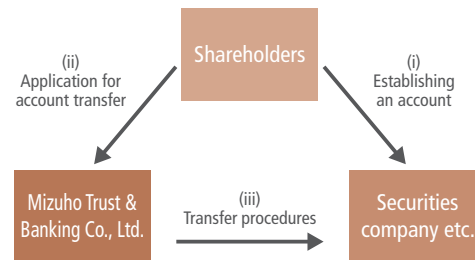 Shareholders
(ii)
Application for
account transfer
(i)
Establishing
an account
Mizuho Trust &
Banking Co., Ltd.
(iii)
Transfer procedures
Securities
company etc.